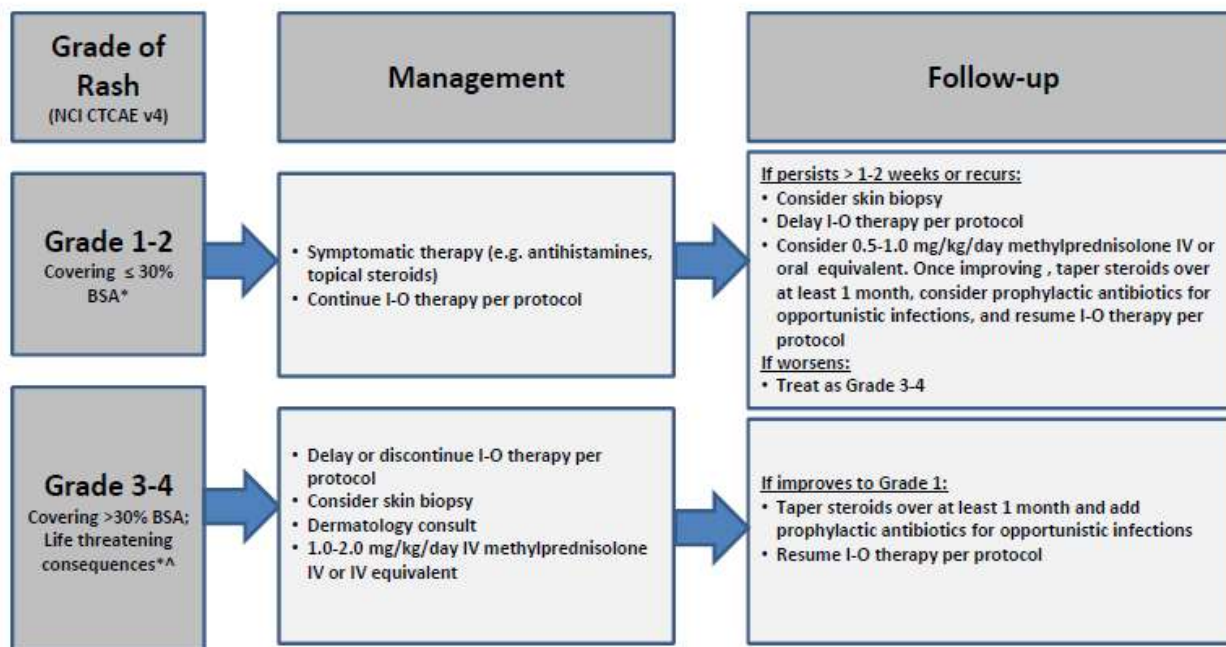 Grade of
Rash
(NCI CTCAE v4)
Management
Follow-up
Grade 1-2
Covering ≤ 30%
BSA*
• Symptomatic therapy (e.g. antihistamines,
topical steroids)
• Continue I-O therapy per protocol
If persists > 1-2 weeks or recurs:
• Consider skin biopsy
• Delay I-O therapy per protocol
• Consider 0.5-1.0 mg/kg/day methylprednisolone IV or
oral equivalent. Once improving , taper steroids over
at least 1 month, consider prophylactic antibiotics for
opportunistic infections, and resume I-O therapy per
protocol
If worsens:
• Treat as Grade 3-4
Grade 3-4
Covering >30% BSA;
Life threatening
consequences*^
• Delay or discontinue I-O therapy per
protocol
• Consider skin biopsy
• Dermatology consult
• 1.0-2.0 mg/kg/day IV methylprednisolone
IV or IV equivalent
If improves to Grade 1:
• Taper steroids over at least 1 month and add
prophylactic antibiotics for opportunistic infections
• Resume I-O therapy per protocol